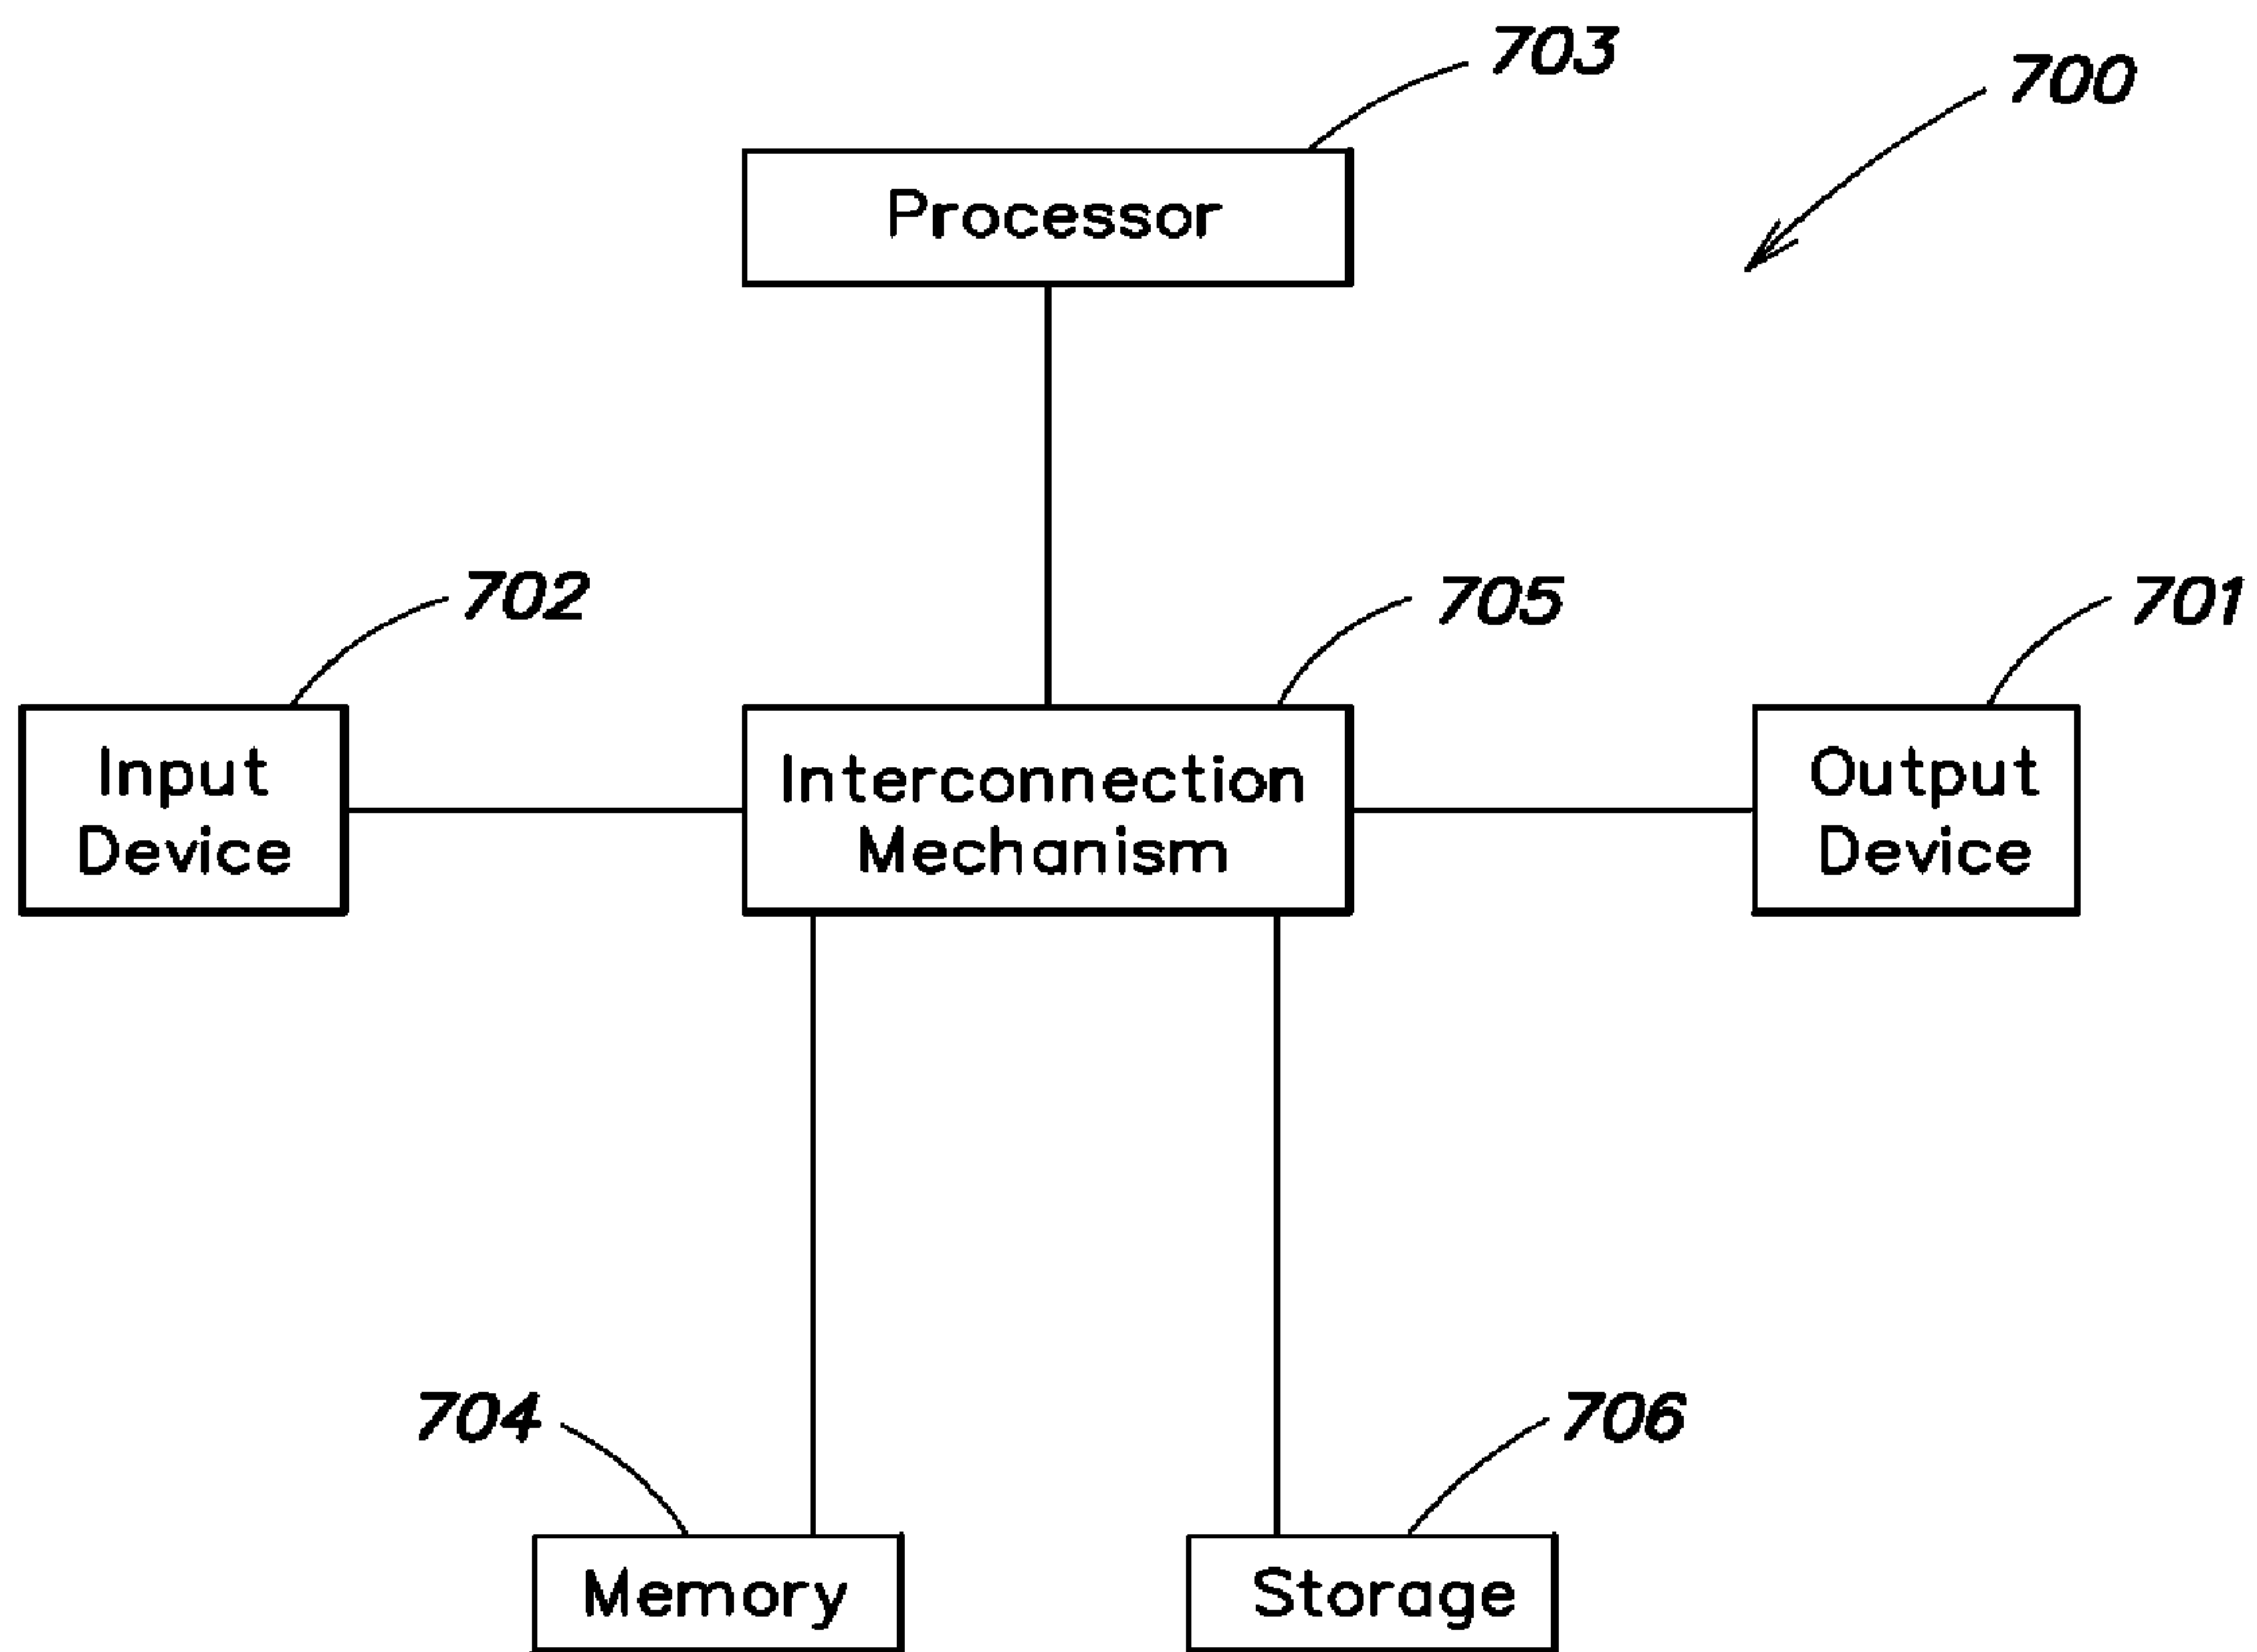 703
700
Processor
702
705
701
Input
Device
Interconnection
Mechanism
Output
Device
704
706
Memory
Storage